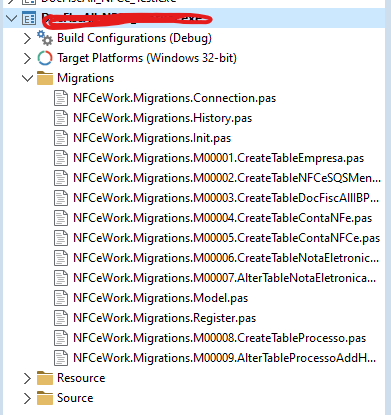 Build Configurations (Debug)
Target Platforms (Windows 32-bit)
Migrations
NFCeWork.Migrations.Connection.pas
NFCeWork.Migrations.History.pas
NFCeWork.Migrations.Init.pas
NFCeWork.Migrations.M00001.CreateTableEmpresa.pas
NFCeWork.Migrations.M00002.CreateTableNFCeSQSMen...
NFCeWork.Migrations.M00003.CreateTableDocFiscAllIBP...
NFCeWork.Migrations.M00004.CreateTableContaNFe.pas
NFCeWork.Migrations.M00005.CreateTableContaNFCe.pas
NFCeWork.Migrations.M00006.CreateTableNotaEletronic...
NFCeWork.Migrations.M00007.AlterTableNotaEletronica...
NFCeWork.Migrations.Model.pas
NFCeWork.Migrations.Register.pas
NFCeWork.Migrations.M00008.CreateTableProcesso.pas
NFCeWork.Migrations.M00009.AlterTableProcessoAddH...
Resource
Source